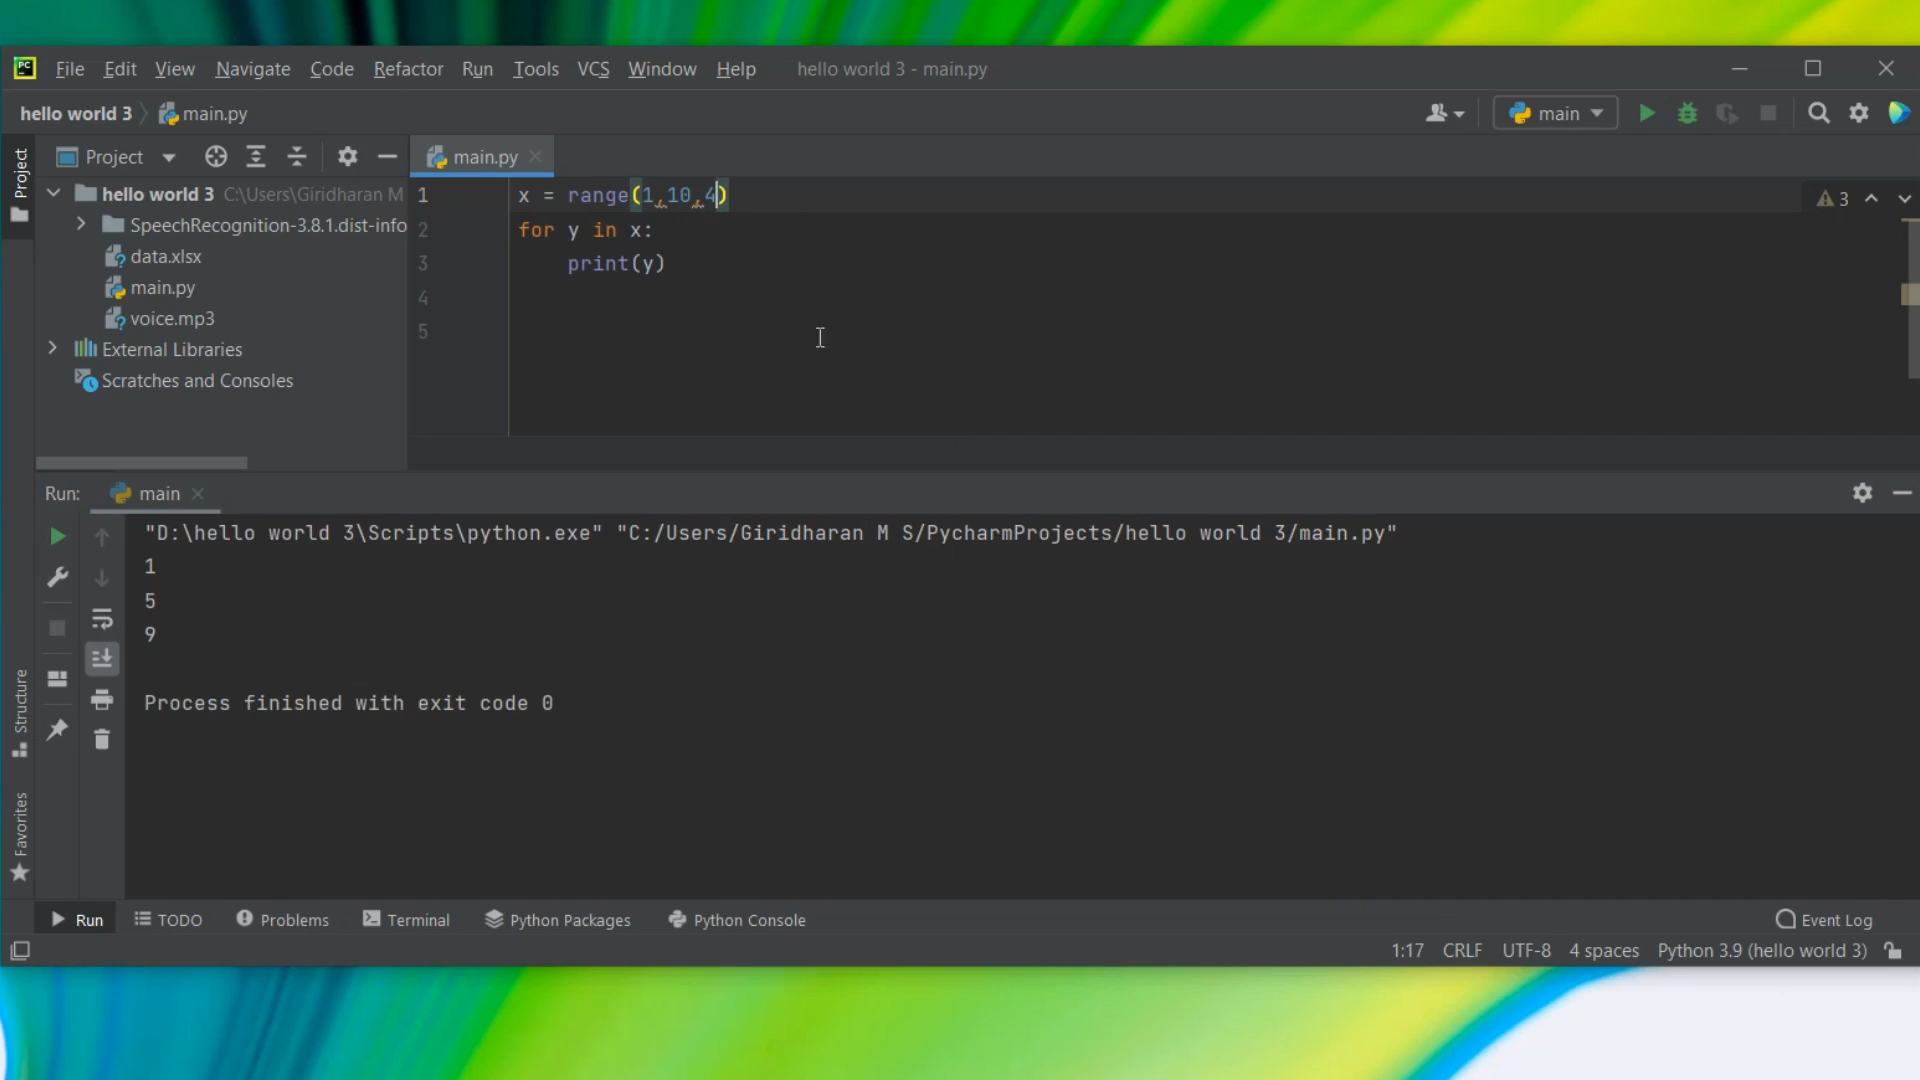 PC File Edit View Navigate Code Refactor Run Tools VCS Window Help hello world 3 - main.py
hello world 3 main.py main
Project
Project main.py
hello world 3 C:\Users\Giridharan M
SpeechRecognition-3.8.1.dist-info
data.xlsx
main.py
voice.mp3
External Libraries
Scratches and Consoles
1 x = range(1,10,4)
2 for y in x:
3 print(y)
4
5
3
Run: main
"D:\hello world 3\Scripts\python.exe" "C:/Users/Giridharan M S/PycharmProjects/hello world 3/main.py"
1
5
9
Process finished with exit code 0
Structure
Favorites
Run TODO Problems Terminal Python Packages Python Console Event Log
1:17 CRLF UTF-8 4 spaces Python 3.9 (hello world 3)